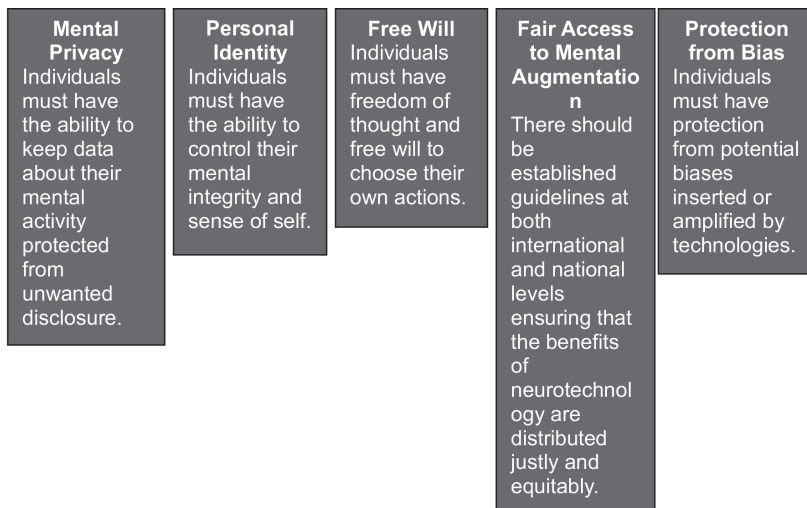 Mental
Privacy
Individuals
must have
the ability to
keep data
about their
mental
activity
protected
from
unwanted
disclosure.
Personal
Identity
Individuals
must have
the ability to
control their
mental
integrity and
sense of self.
Free Will
Individuals
must have
freedom of
thought and
free will to
choose their
own actions.
Fair Access
to Mental
Augmentatio
n
There should
be
established
guidelines at
both
international
and national
levels
ensuring that
the benefits
of
neurotechnol
ogy are
distributed
justly and
equitably.
Protection
from Bias
Individuals
must have
protection
from potential
biases
inserted or
amplified by
technologies.